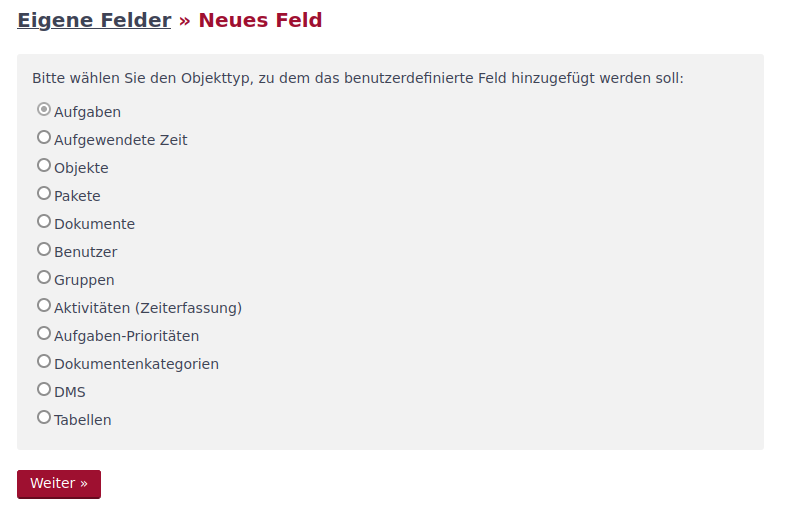 Eigene Felder » Neues Feld
Bitte wählen Sie den Objekttyp, zu dem das benutzerdefinierte Feld hinzugefügt werden soll:
Aufgaben
Aufgewendete Zeit
Objekte
Pakete
Dokumente
Benutzer
Gruppen
Aktivitäten (Zeiterfassung)
Aufgaben-Prioritäten
Dokumentenkategorien
DMS
Tabellen
Weiter »